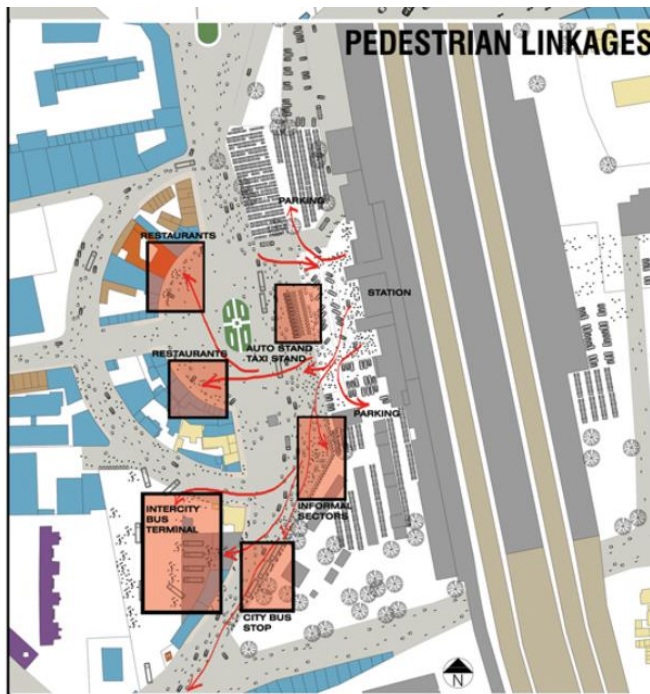 PEDESTRIAN LINKAGES
PARKING
RESTAURANTS
STATION
AUTO STAND
TAXI STAND
RESTAURANTS
PARKING
INTERCITY
BUS
TERMINAL
INFORMAL
SECTORS
CITY BUS
STOP
N